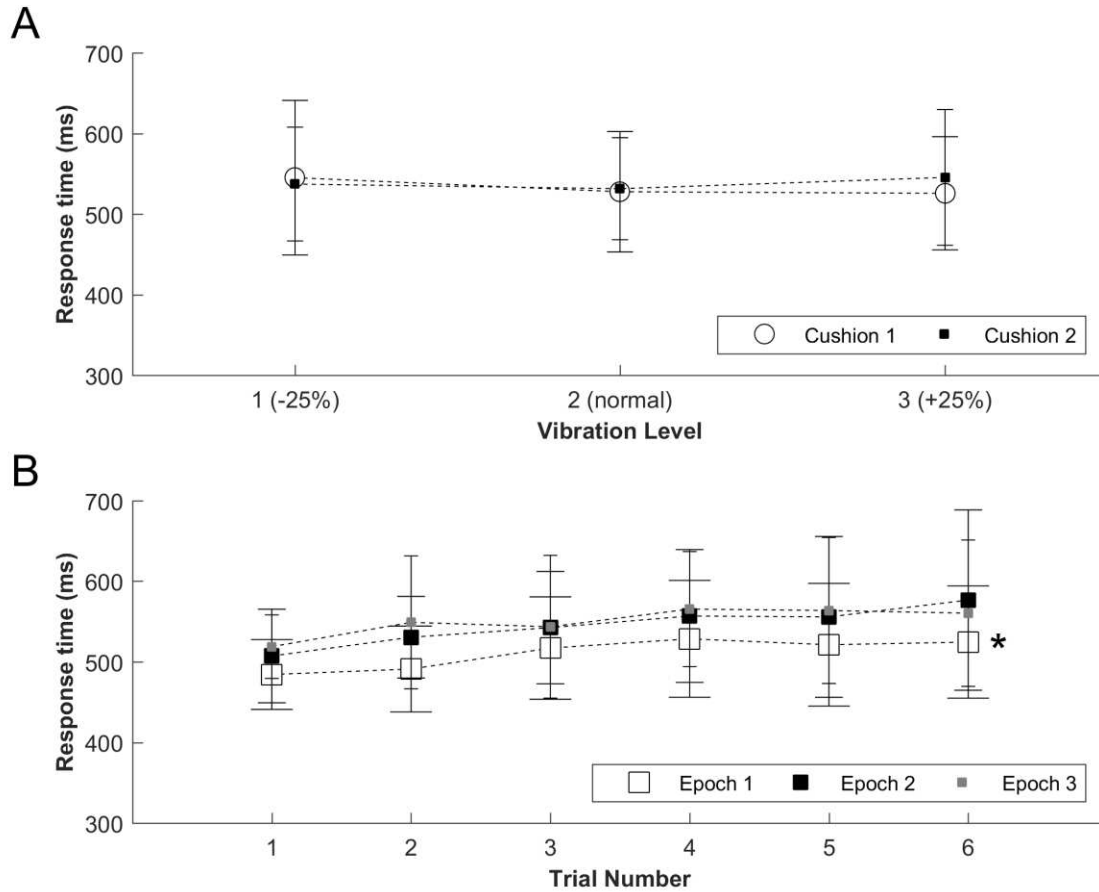 A
Response time (ms)
700
600
500
400
300
Cushion 1 Cushion 2
1 (-25%) 2 (normal) 3 (+25%)
Vibration Level
B
Response time (ms)
700
600
500
400
300
*
Epoch 1 Epoch 2 Epoch 3
1 2 3 4 5 6
Trial Number